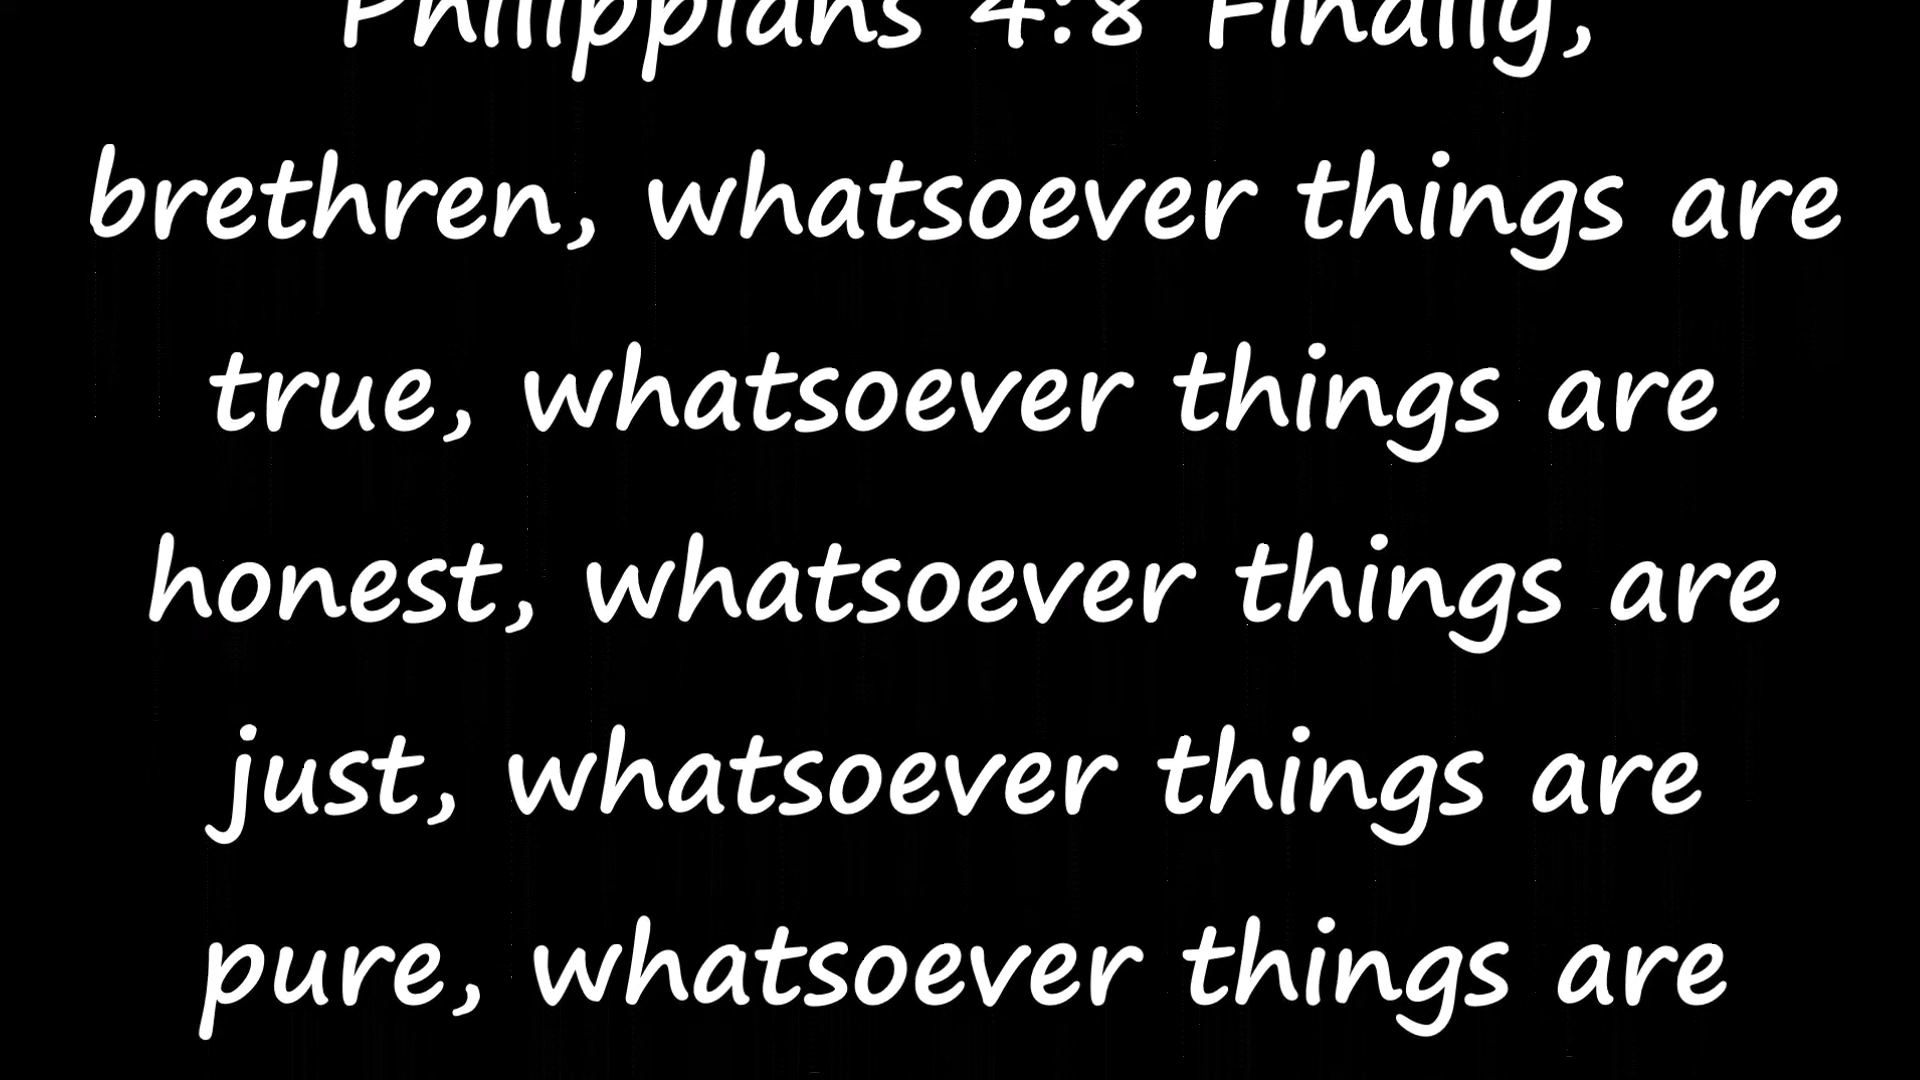 Philippians 4:8 Finally,
brethren, whatsoever things are
true, whatsoever things are
honest, whatsoever things are
just, whatsoever things are
pure, whatsoever things are